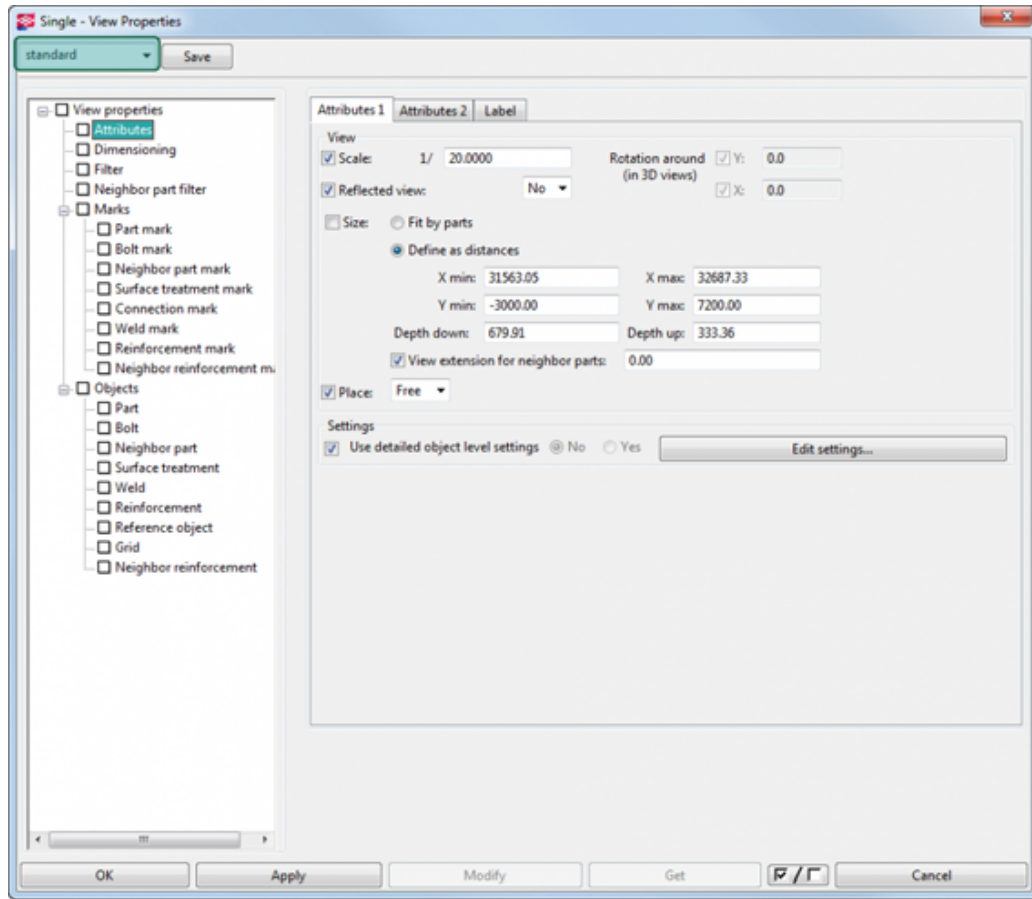 Single - View Properties
standard Save
View properties
Attributes
Dimensioning
Filter
Neighbor part filter
Marks
Part mark
Bolt mark
Neighbor part mark
Surface treatment mark
Connection mark
Weld mark
Reinforcement mark
Neighbor reinforcement m
Objects
Part
Bolt
Neighbor part
Surface treatment
Weld
Reinforcement
Reference object
Grid
Neighbor reinforcement
Attributes 1 Attributes 2 Label
View
Scale: 1/ 20.0000 Rotation around Y: 0.0
(in 3D views)
Reflected view: No X: 0.0
Size: Fit by parts
Define as distances
X min: 31563.05 X max: 32687.33
Y min: -3000.00 Y max: 7200.00
Depth down: 679.91 Depth up: 333.36
View extension for neighbor parts: 0.00
Place: Free
Settings
Use detailed object level settings No Yes Edit settings...
OK Apply Modify Get / Cancel